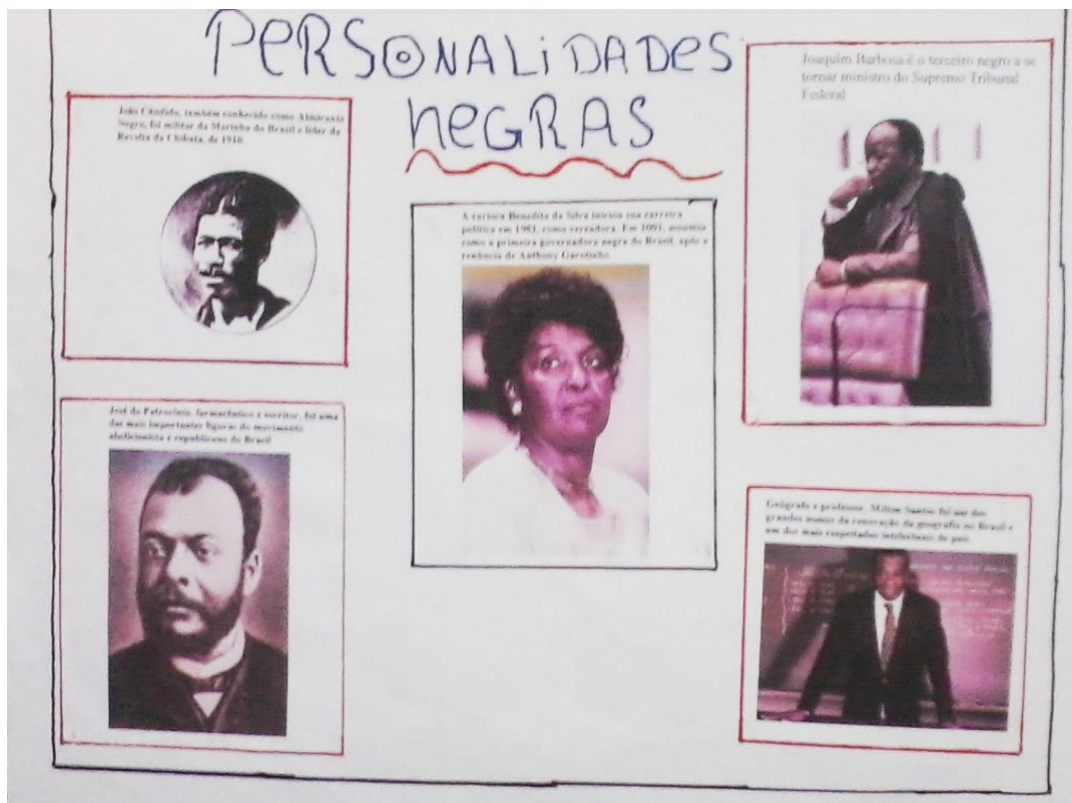 PERSONALiDADES
NEGRAS
João Cândido, também conhecido como Almirante
Negro, foi militar da Marinha do Brasil e líder da
Revolta da Chibata, de 1910.
A carioca Benedita da Silva iniciou sua carreira
política em 1982, como vereadora. Em 2002, assumiu
como a primeira governadora negra do Brasil, após a
renúncia de Anthony Garotinho
Joaquim Barbosa é o terceiro negro a se
tornar ministro do Supremo Tribunal
Federal
José do Patrocínio, farmacêutico e escritor, foi uma
das mais importantes figuras do movimento
abolicionista e republicano do Brasil
Geógrafo e professor, Milton Santos foi um dos
grandes nomes da renovação da geografia no Brasil e
um dos mais respeitados intelectuais do país